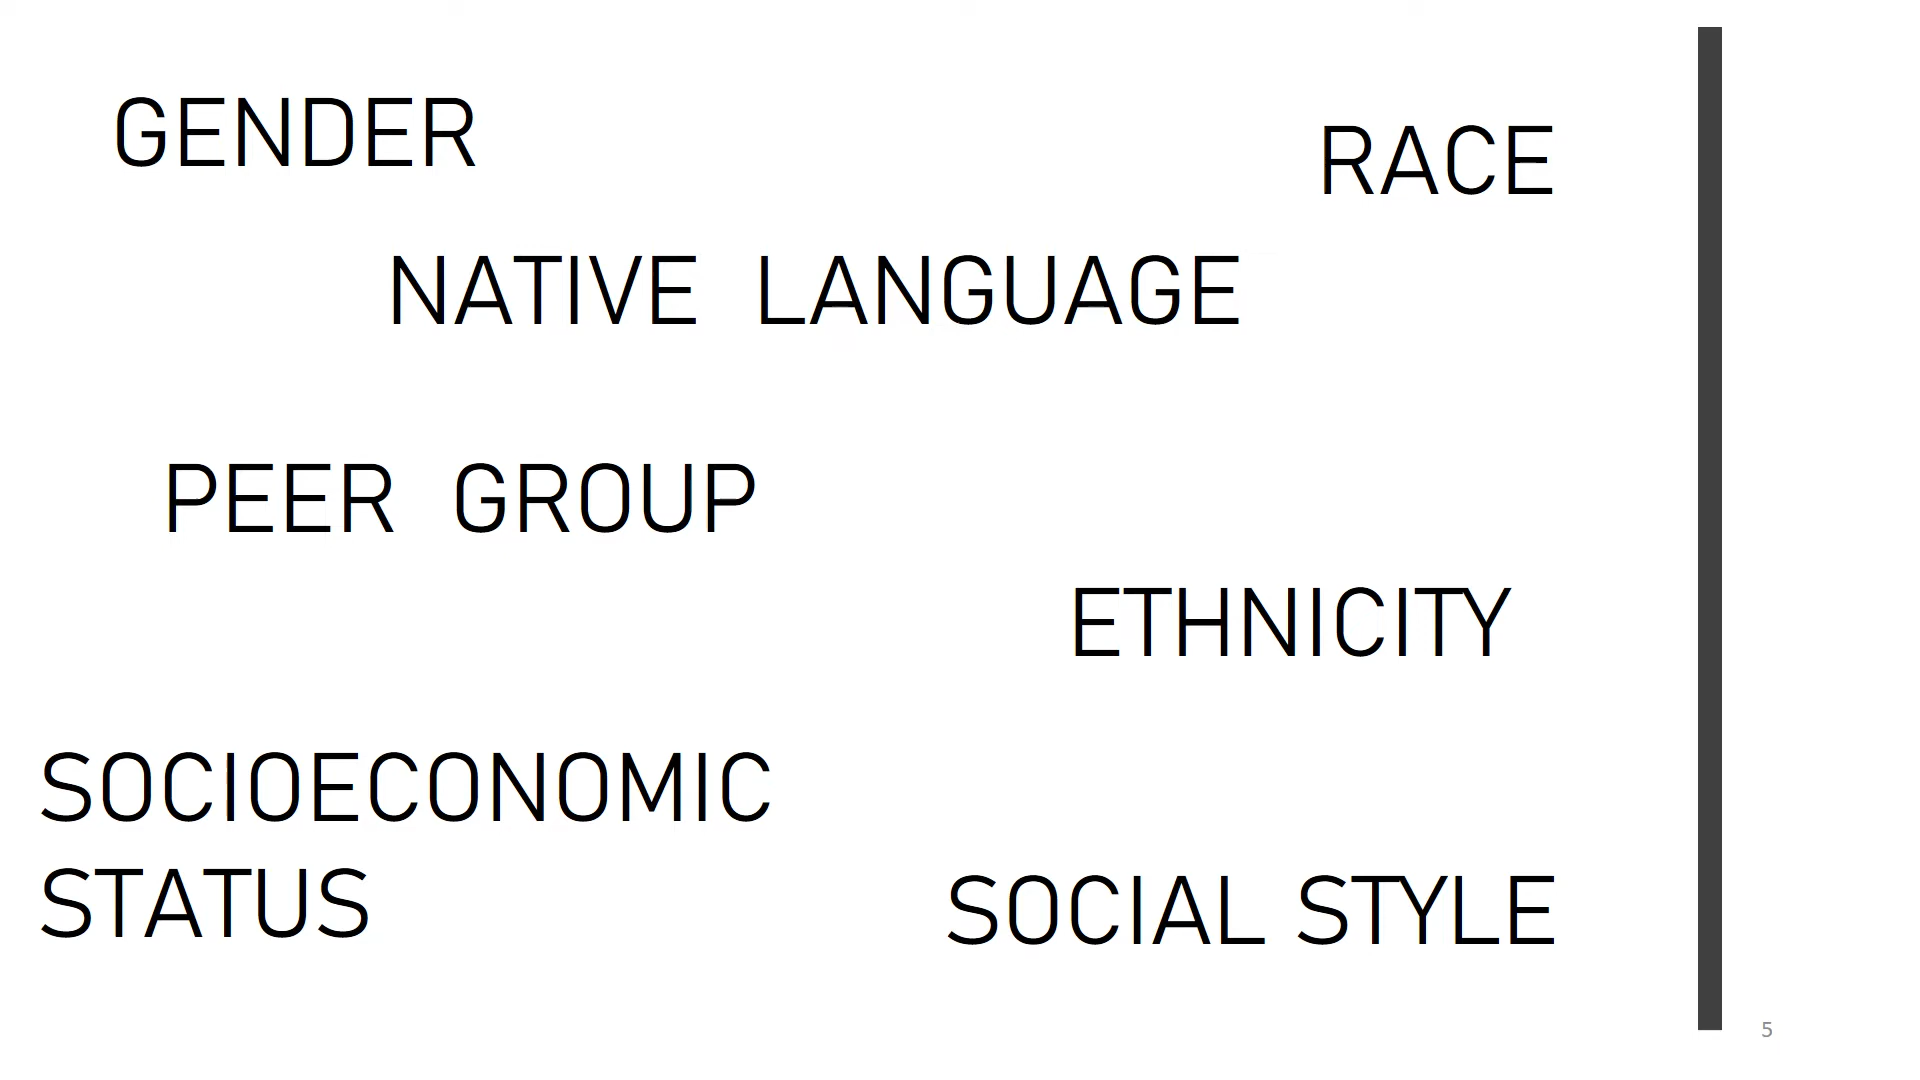 GENDER
RACE
NATIVE LANGUAGE
PEER GROUP
ETHNICITY
SOCIOECONOMIC
STATUS
SOCIAL STYLE
5